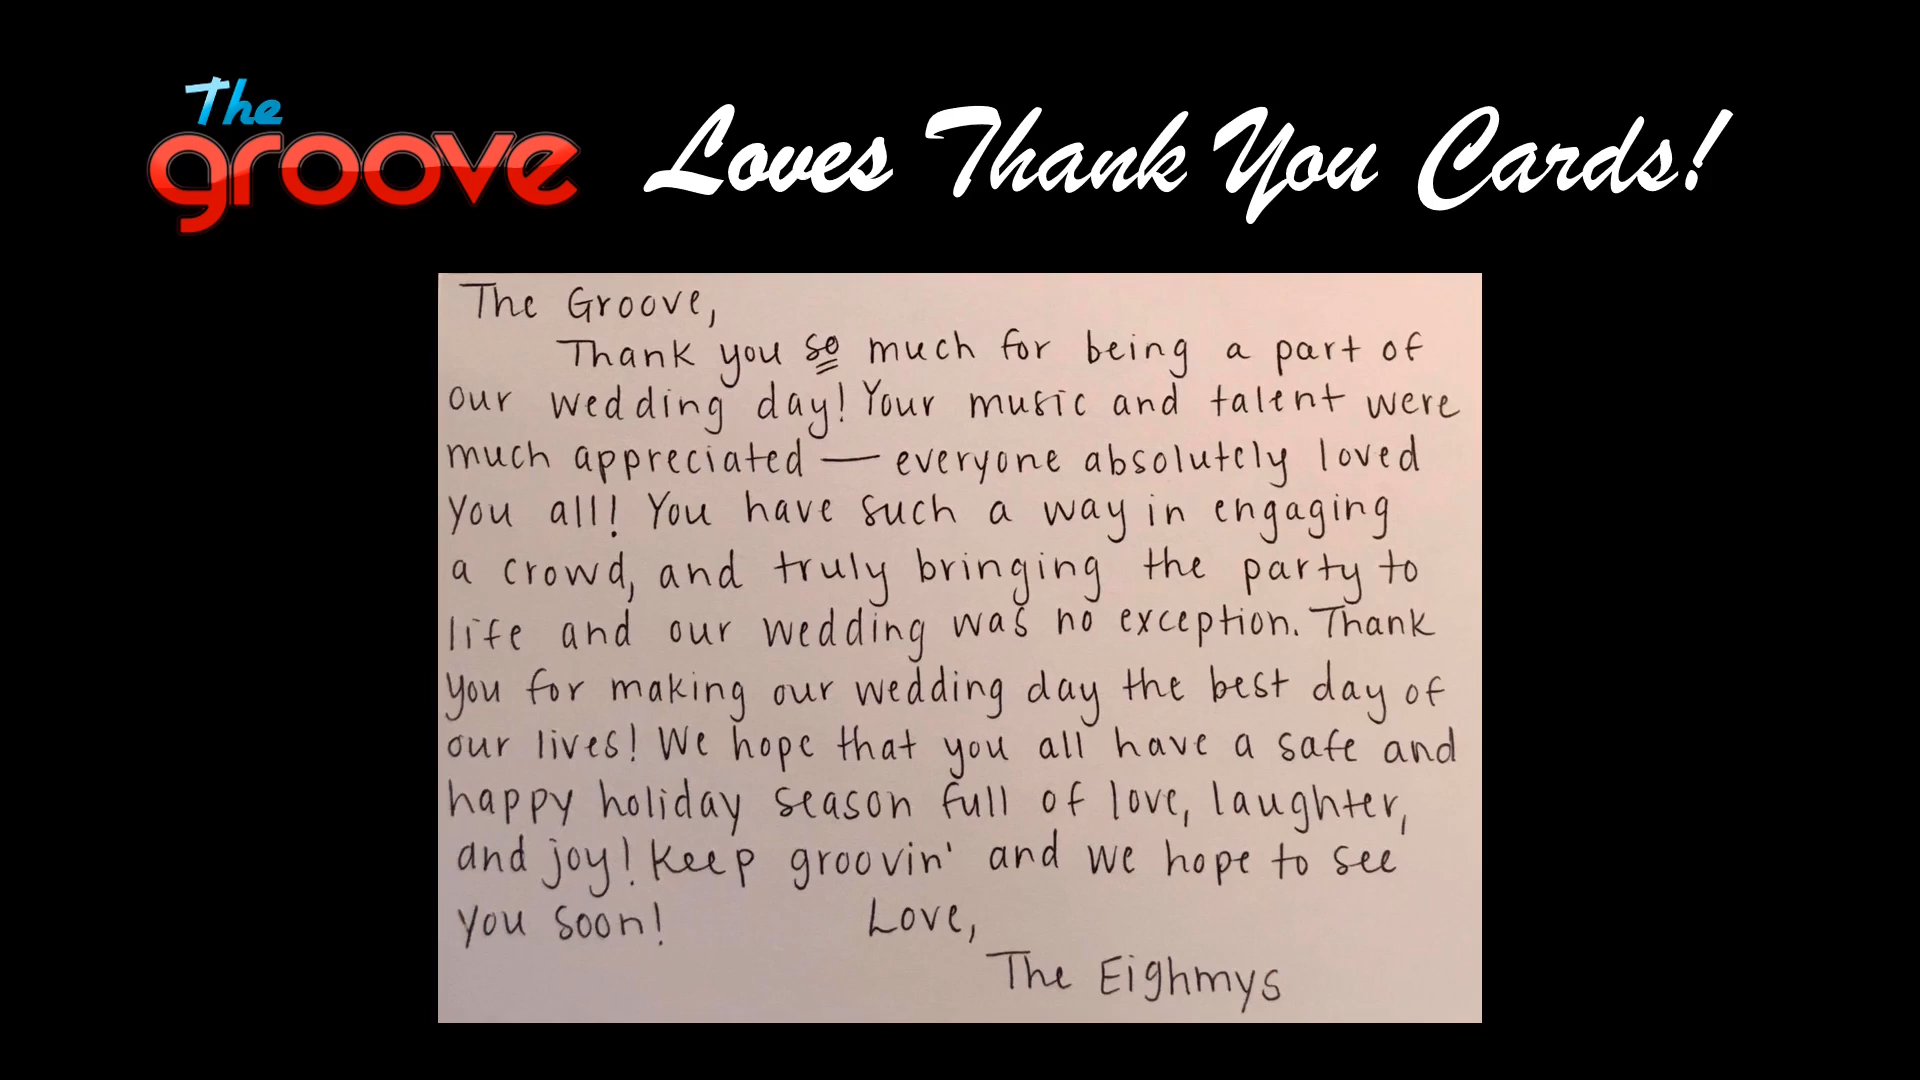 The groove Loves Thank You Cards!
The Groove,
Thank you so much for being a part of
our wedding day! Your music and talent were
much appreciated — everyone absolutely loved
you all! You have such a way in engaging
a crowd, and truly bringing the party to
life and our wedding was no exception. Thank
you for making our wedding day the best day of
our lives! We hope that you all have a safe and
happy holiday season full of love, laughter,
and joy! Keep groovin' and we hope to see
you soon! Love,
The Eighmys